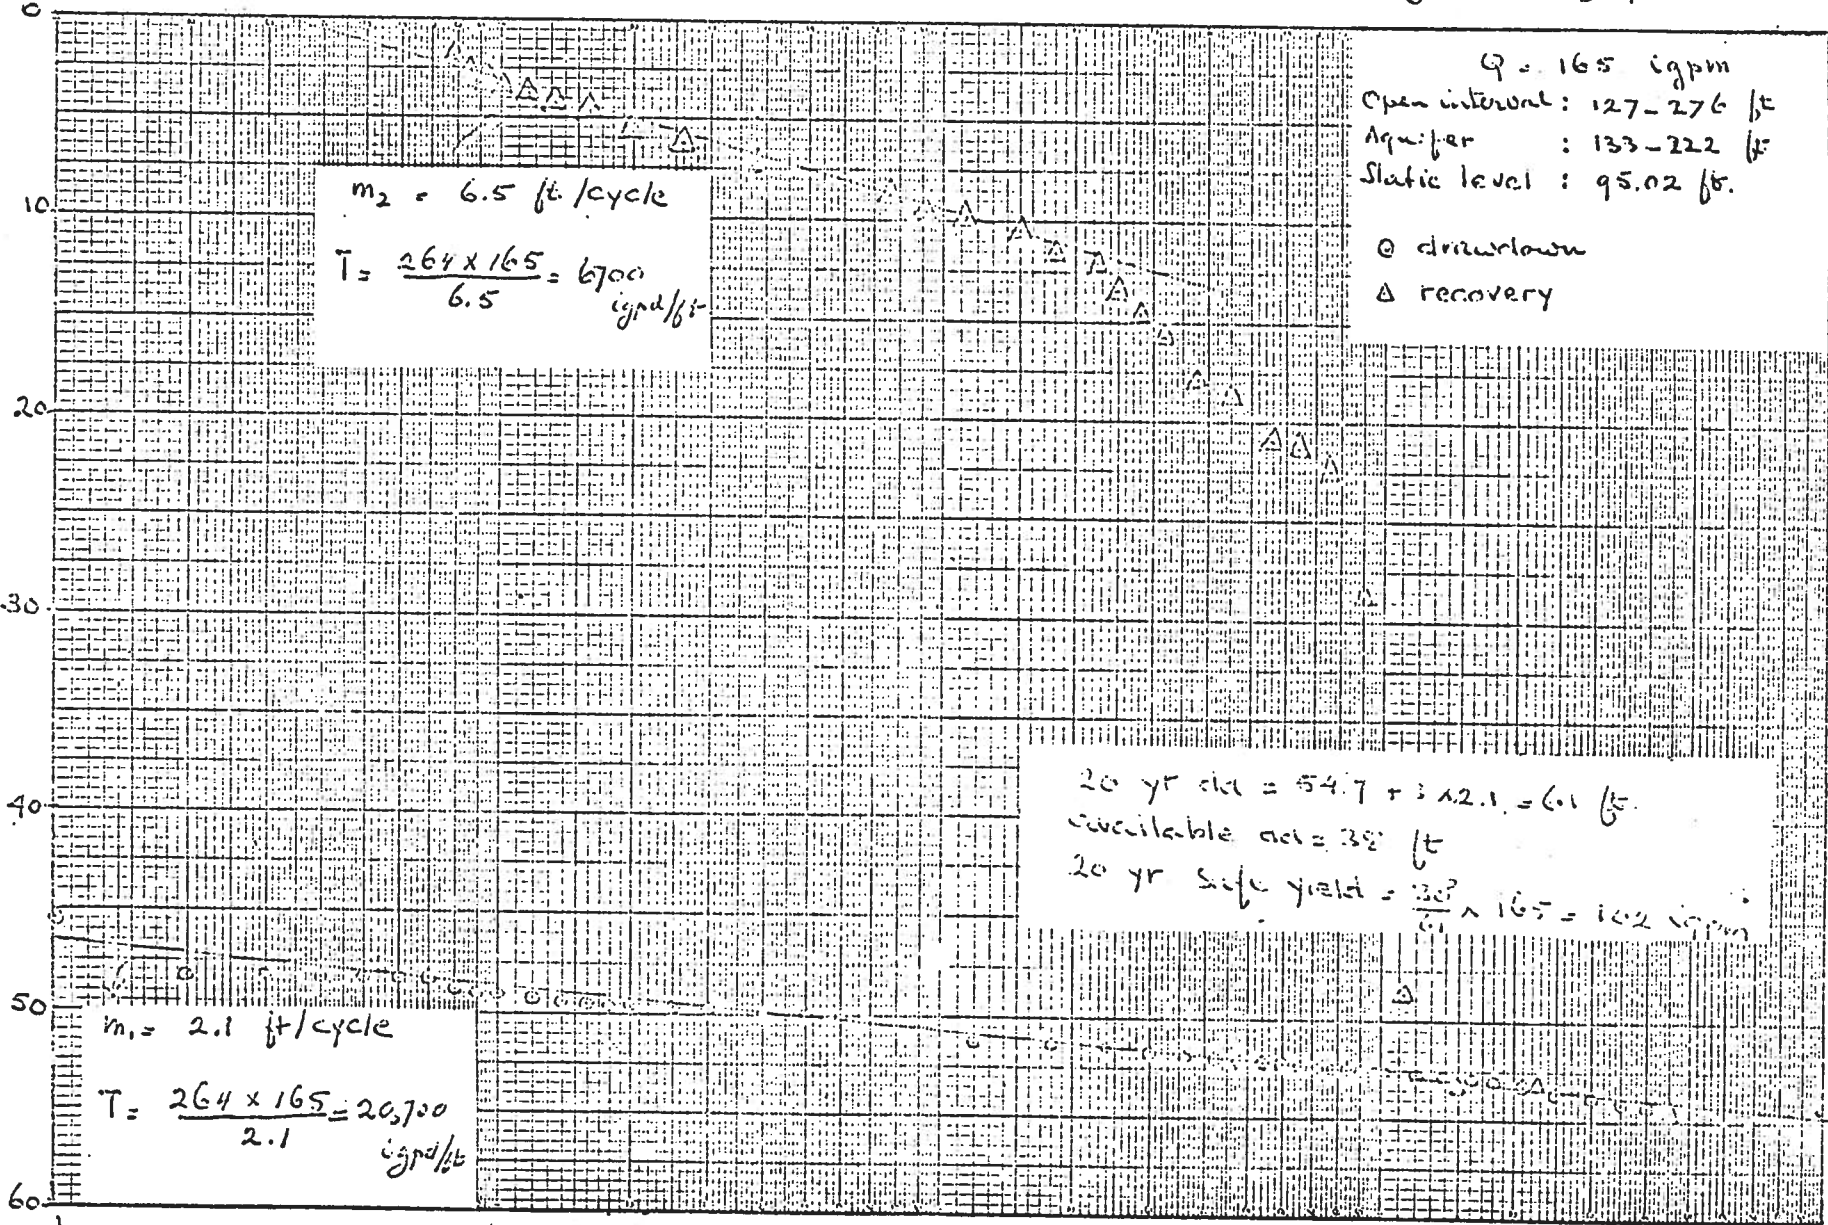 0
Q = 165 igpm
Open interval : 127-276 ft
Aquifer : 133-222 ft
Static level : 95.02 ft.
⊙ drawdown
△ recovery
m₂ = 6.5 ft./cycle
T = 264 x 165 / 6.5 = 6700
igpd/ft
10
20
30
40
20 yr dd = 54.7 + 3 x 2.1 = 61 ft.
available dd = 38 ft
20 yr safe yield = 38 / 61 x 165 = 102 igpm
50
m₁ = 2.1 ft/cycle
T = 264 x 165 / 2.1 = 20,700
igpd/ft
60
1